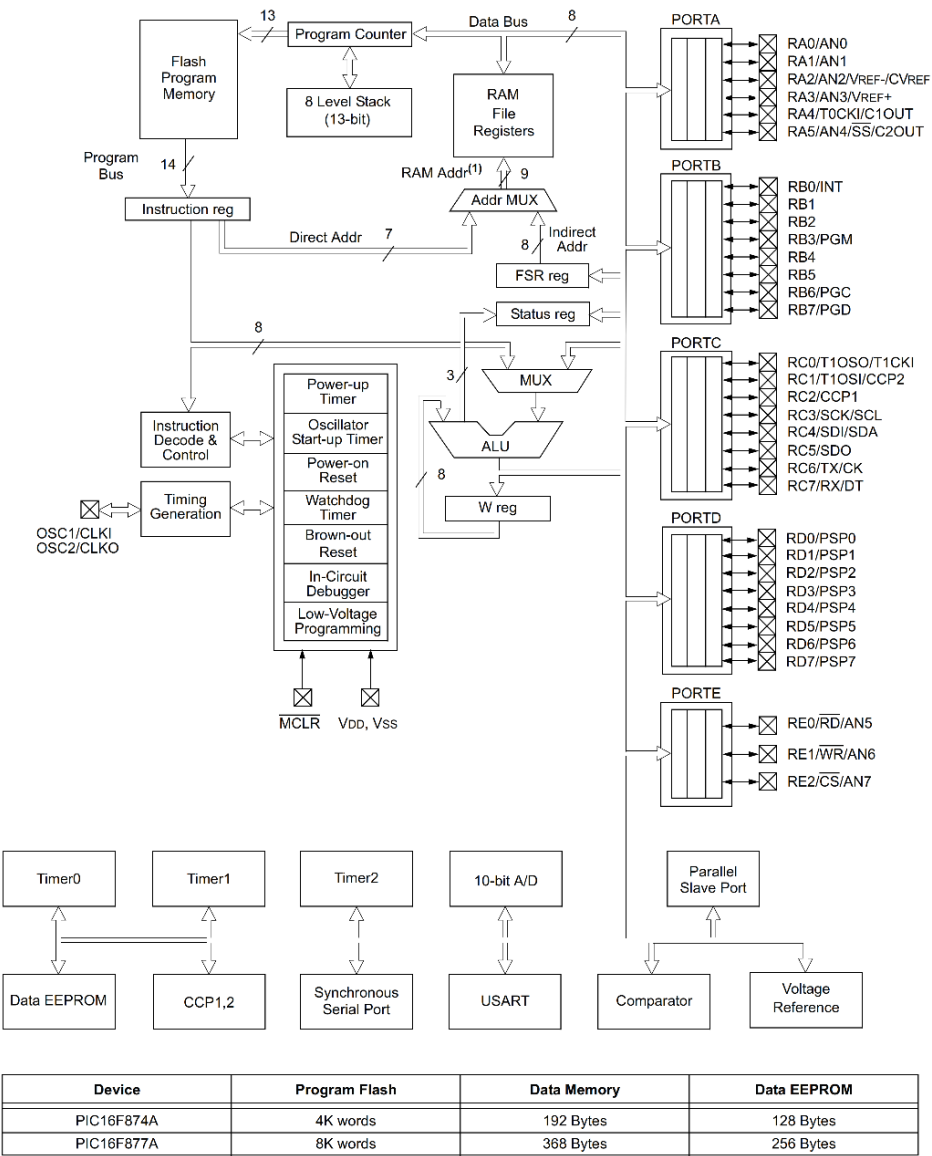 13
Program Counter
Data Bus
8
PORTA
Flash
Program
Memory
8 Level Stack
(13-bit)
RAM
File
Registers
RA0/AN0
RA1/AN1
RA2/AN2/VREF-/CVREF
RA3/AN3/VREF+
RA4/T0CKI/C1OUT
RA5/AN4/SS/C2OUT
Program
Bus
14
RAM Addr(1)
9
PORTB
Instruction reg
Addr MUX
Direct Addr
7
8
Indirect
Addr
FSR reg
RB0/INT
RB1
RB2
RB3/PGM
RB4
RB5
RB6/PGC
RB7/PGD
Status reg
8
3
MUX
PORTC
RC0/T1OSO/T1CKI
RC1/T1OSI/CCP2
RC2/CCP1
RC3/SCK/SCL
RC4/SDI/SDA
RC5/SDO
RC6/TX/CK
RC7/RX/DT
Power-up
Timer
Oscillator
Start-up Timer
Power-on
Reset
Watchdog
Timer
Brown-out
Reset
In-Circuit
Debugger
Low-Voltage
Programming
Instruction
Decode &
Control
ALU
8
W reg
Timing
Generation
OSC1/CLKI
OSC2/CLKO
PORTD
RD0/PSP0
RD1/PSP1
RD2/PSP2
RD3/PSP3
RD4/PSP4
RD5/PSP5
RD6/PSP6
RD7/PSP7
MCLR
VDD, VSS
PORTE
RE0/RD/AN5
RE1/WR/AN6
RE2/CS/AN7
Timer0
Timer1
Timer2
10-bit A/D
Parallel
Slave Port
Data EEPROM
CCP1,2
Synchronous
Serial Port
USART
Comparator
Voltage
Reference
Device Program Flash Data Memory Data EEPROM
PIC16F874A 4K words 192 Bytes 128 Bytes
PIC16F877A 8K words 368 Bytes 256 Bytes